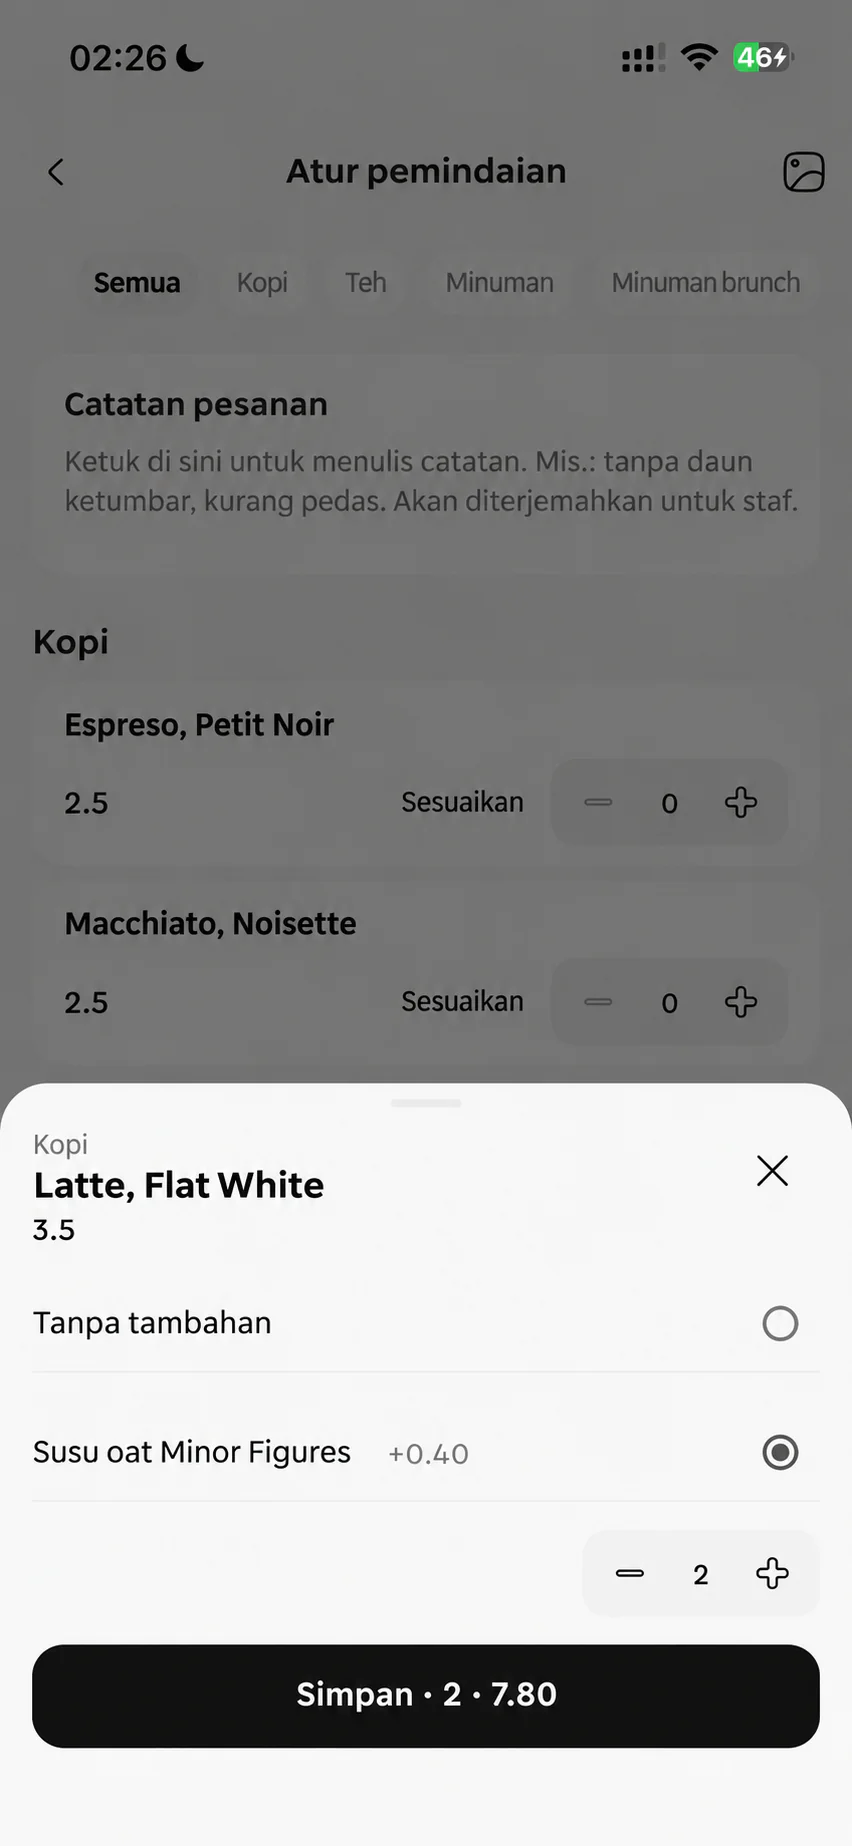 02:26
46
Atur pemindaian
Semua Kopi Teh Minuman Minuman brunch
Catatan pesanan
Ketuk di sini untuk menulis catatan. Mis.: tanpa daun
ketumbar, kurang pedas. Akan diterjemahkan untuk staf.
Kopi
Espreso, Petit Noir
2.5 Sesuaikan 0
Macchiato, Noisette
2.5 Sesuaikan 0
Kopi
Latte, Flat White
3.5
Tanpa tambahan
Susu oat Minor Figures +0.40
2
Simpan · 2 · 7.80